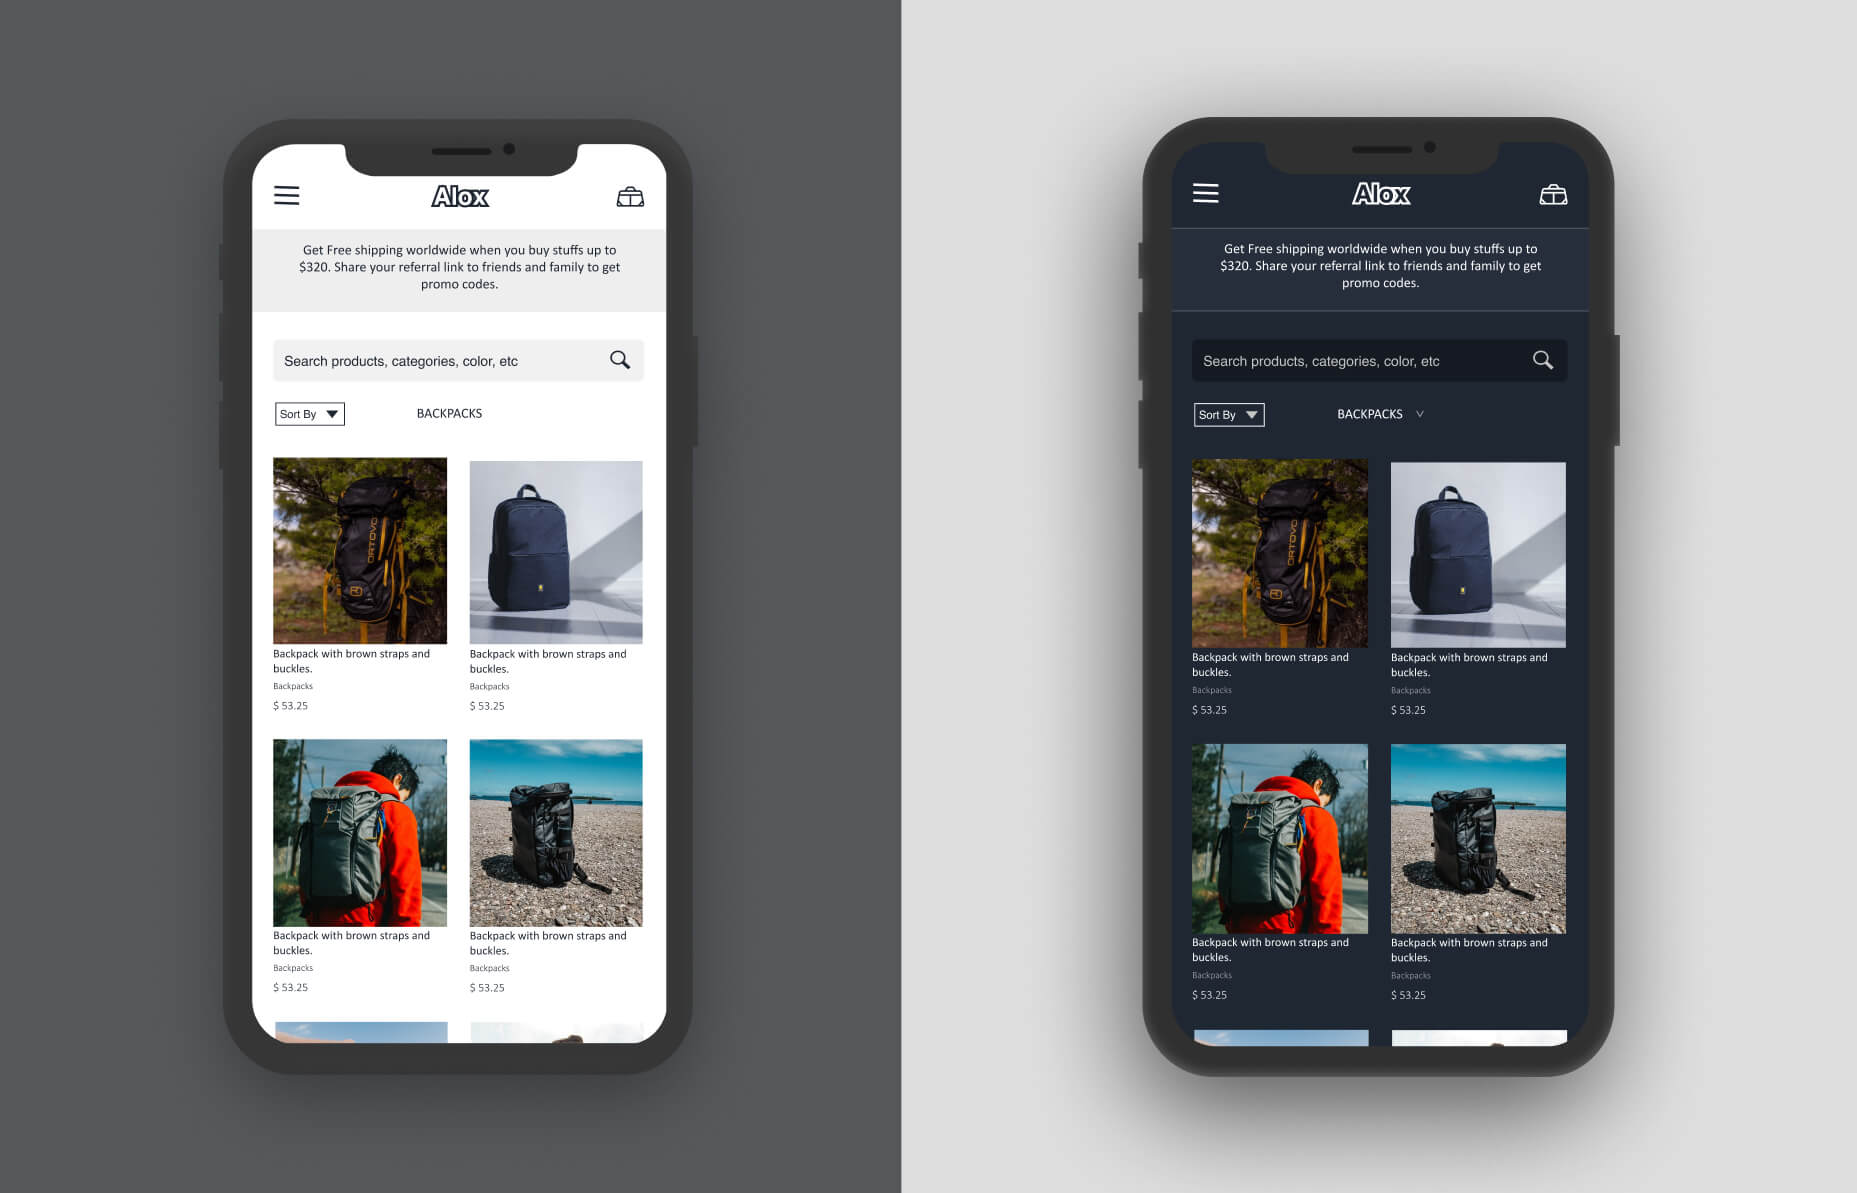 Alox
Get Free shipping worldwide when you buy stuffs up to
$320. Share your referral link to friends and family to get
promo codes.
Search products, categories, color, etc
Sort By
BACKPACKS
ORTOVO
Backpack with brown straps and
buckles.
Backpacks
$ 53.25
Backpack with brown straps and
buckles.
Backpacks
$ 53.25
Backpack with brown straps and
buckles.
Backpacks
$ 53.25
Backpack with brown straps and
buckles.
Backpacks
$ 53.25
Alox
Get Free shipping worldwide when you buy stuffs up to
$320. Share your referral link to friends and family to get
promo codes.
Search products, categories, color, etc
Sort By
BACKPACKS
ORTOVO
Backpack with brown straps and
buckles.
Backpacks
$ 53.25
Backpack with brown straps and
buckles.
Backpacks
$ 53.25
Backpack with brown straps and
buckles.
Backpacks
$ 53.25
Backpack with brown straps and
buckles.
Backpacks
$ 53.25